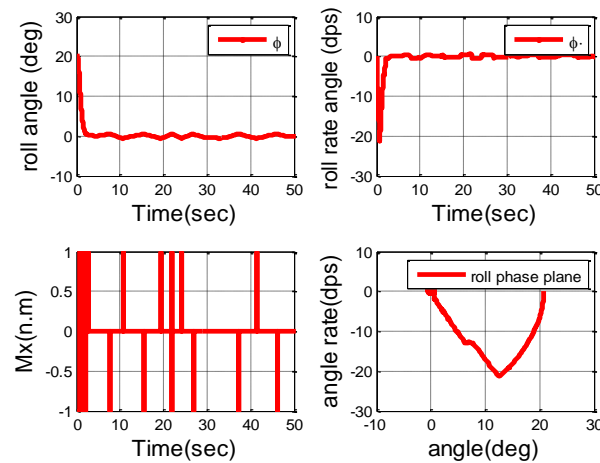 30
20
10
0
-10
0 10 20 30 40 50
roll angle (deg)
Time(sec)
ϕ
10
0
-10
-20
-30
0 10 20 30 40 50
roll rate angle (dps)
Time(sec)
ϕ·
1
0.5
0
-0.5
-1
0 10 20 30 40 50
Mx(n.m)
Time(sec)
10
0
-10
-20
-30
-10 0 10 20 30
angle rate(dps)
angle(deg)
roll phase plane